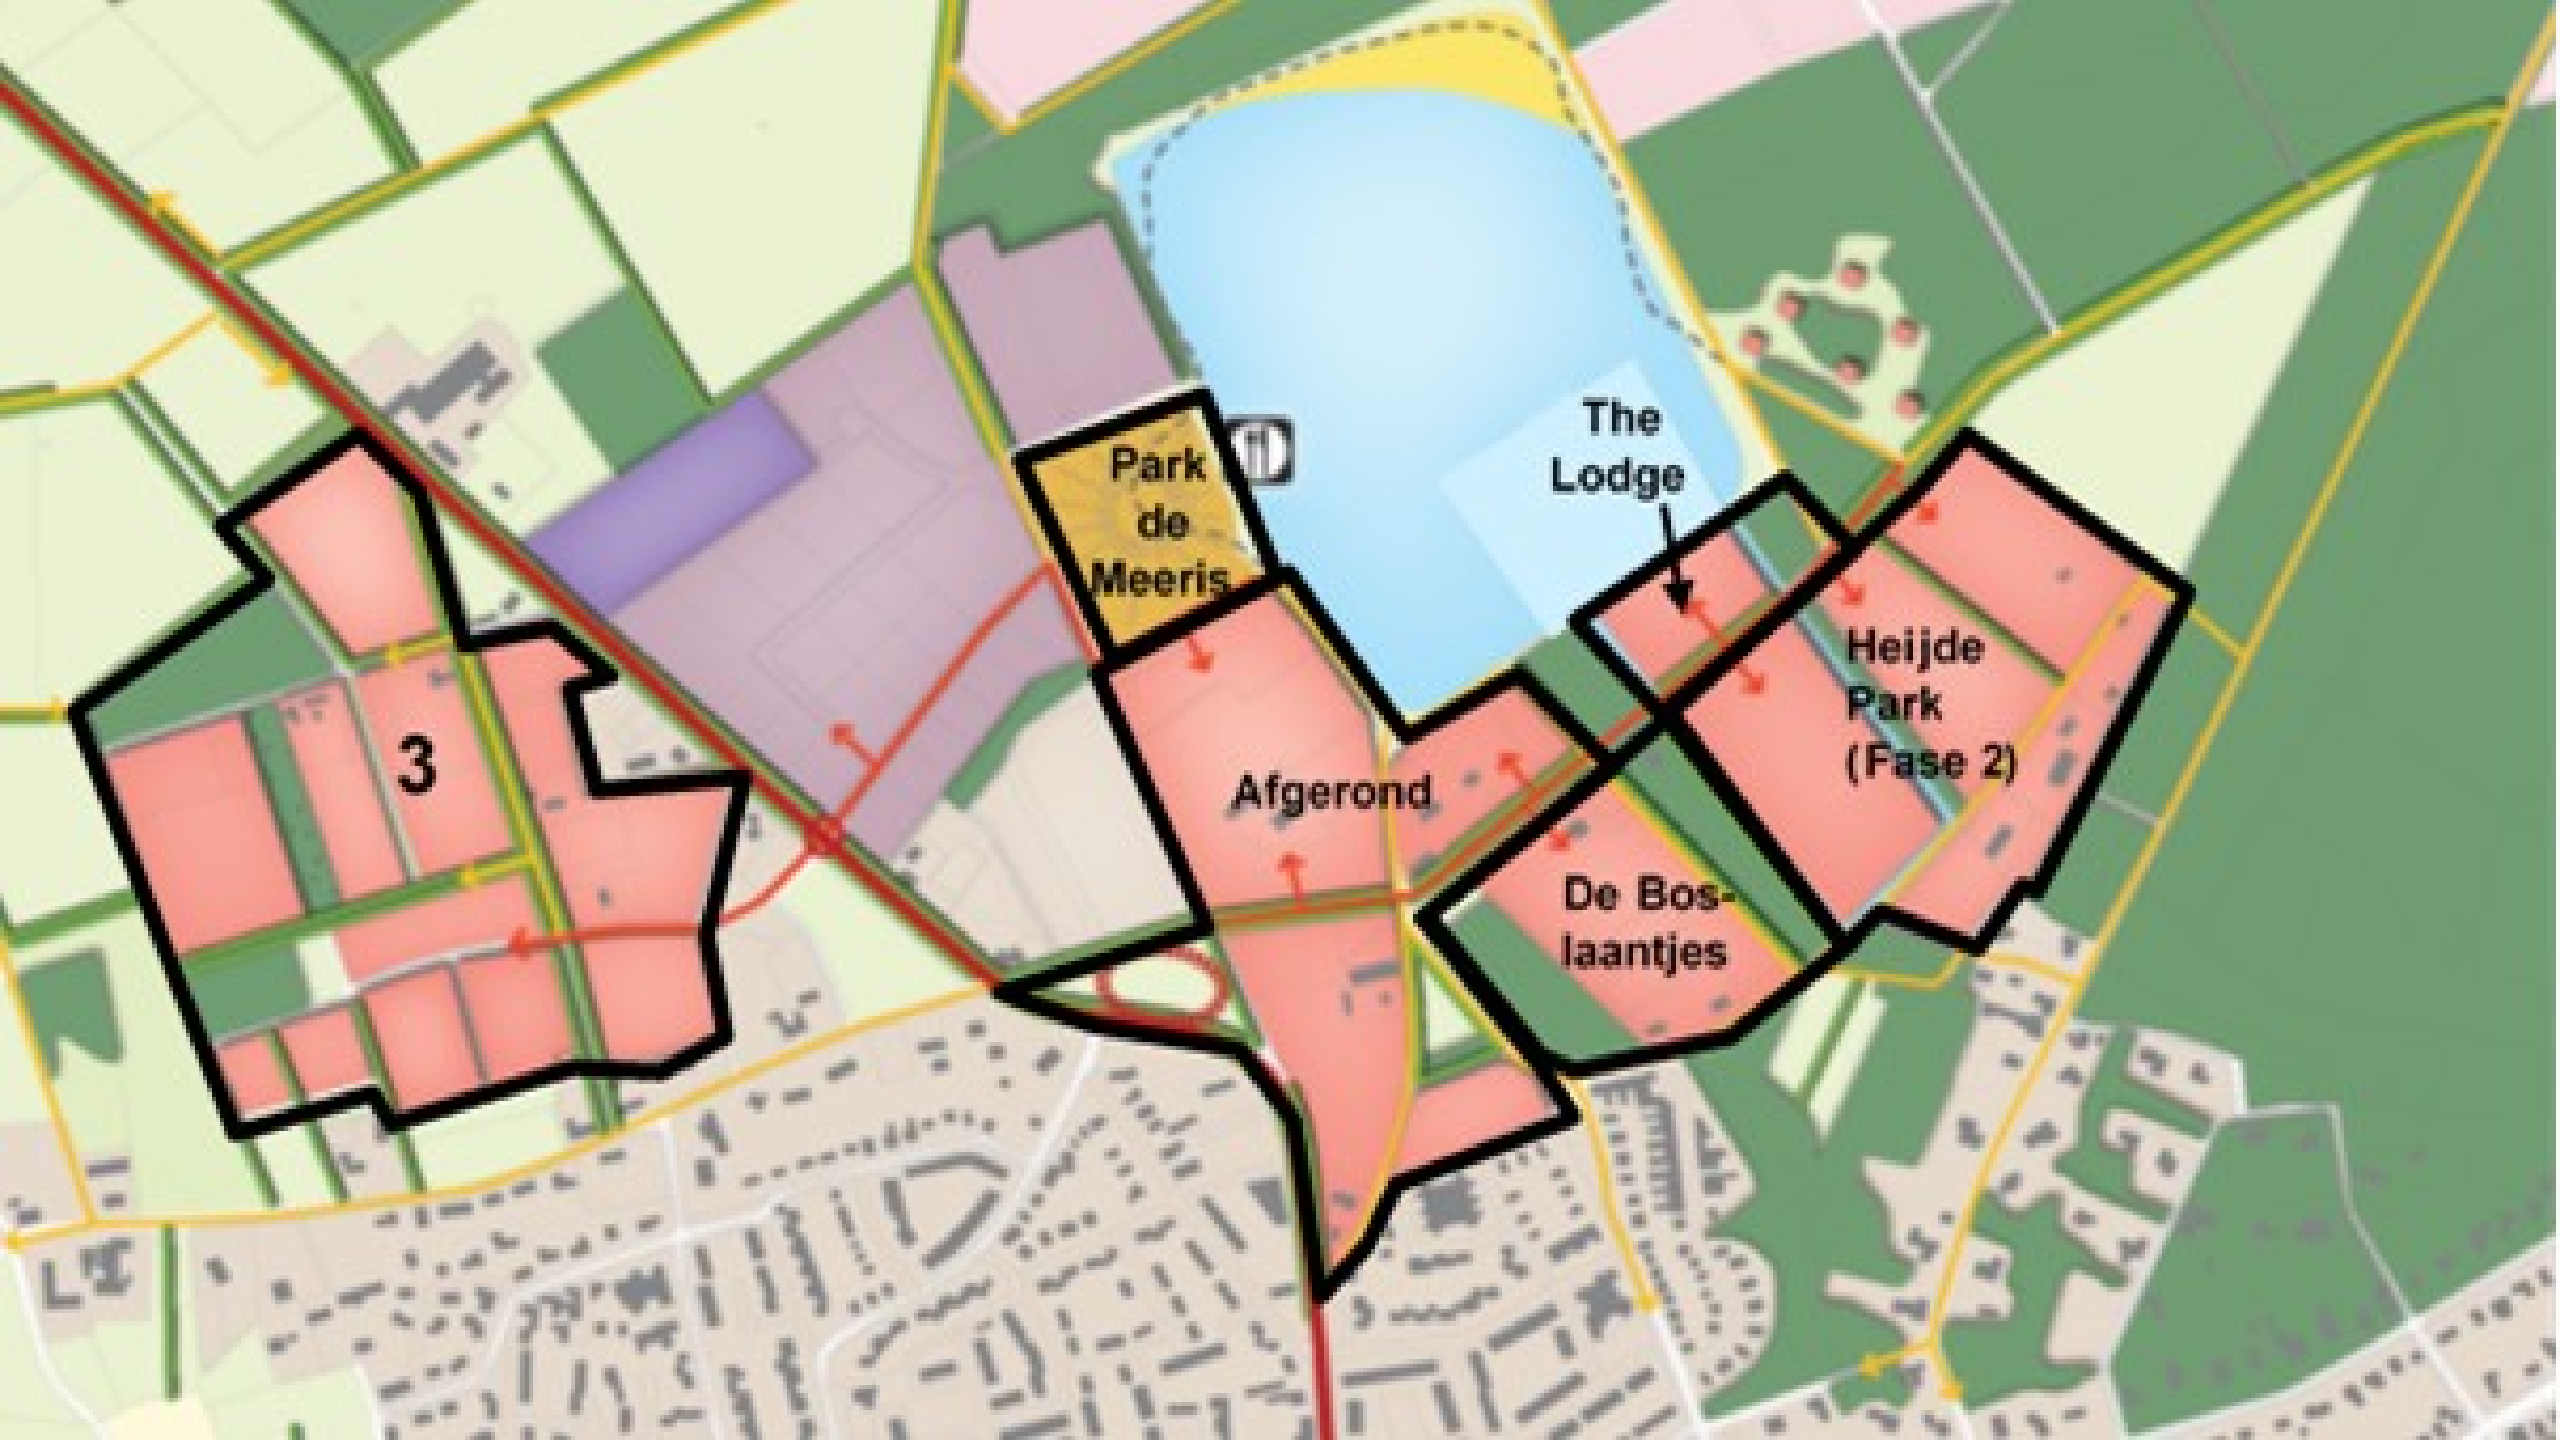 The
Lodge
Park
de
Meeris
Heijde
Park
(Fase 2)
3
Afgerond
De Bos-
laantjes